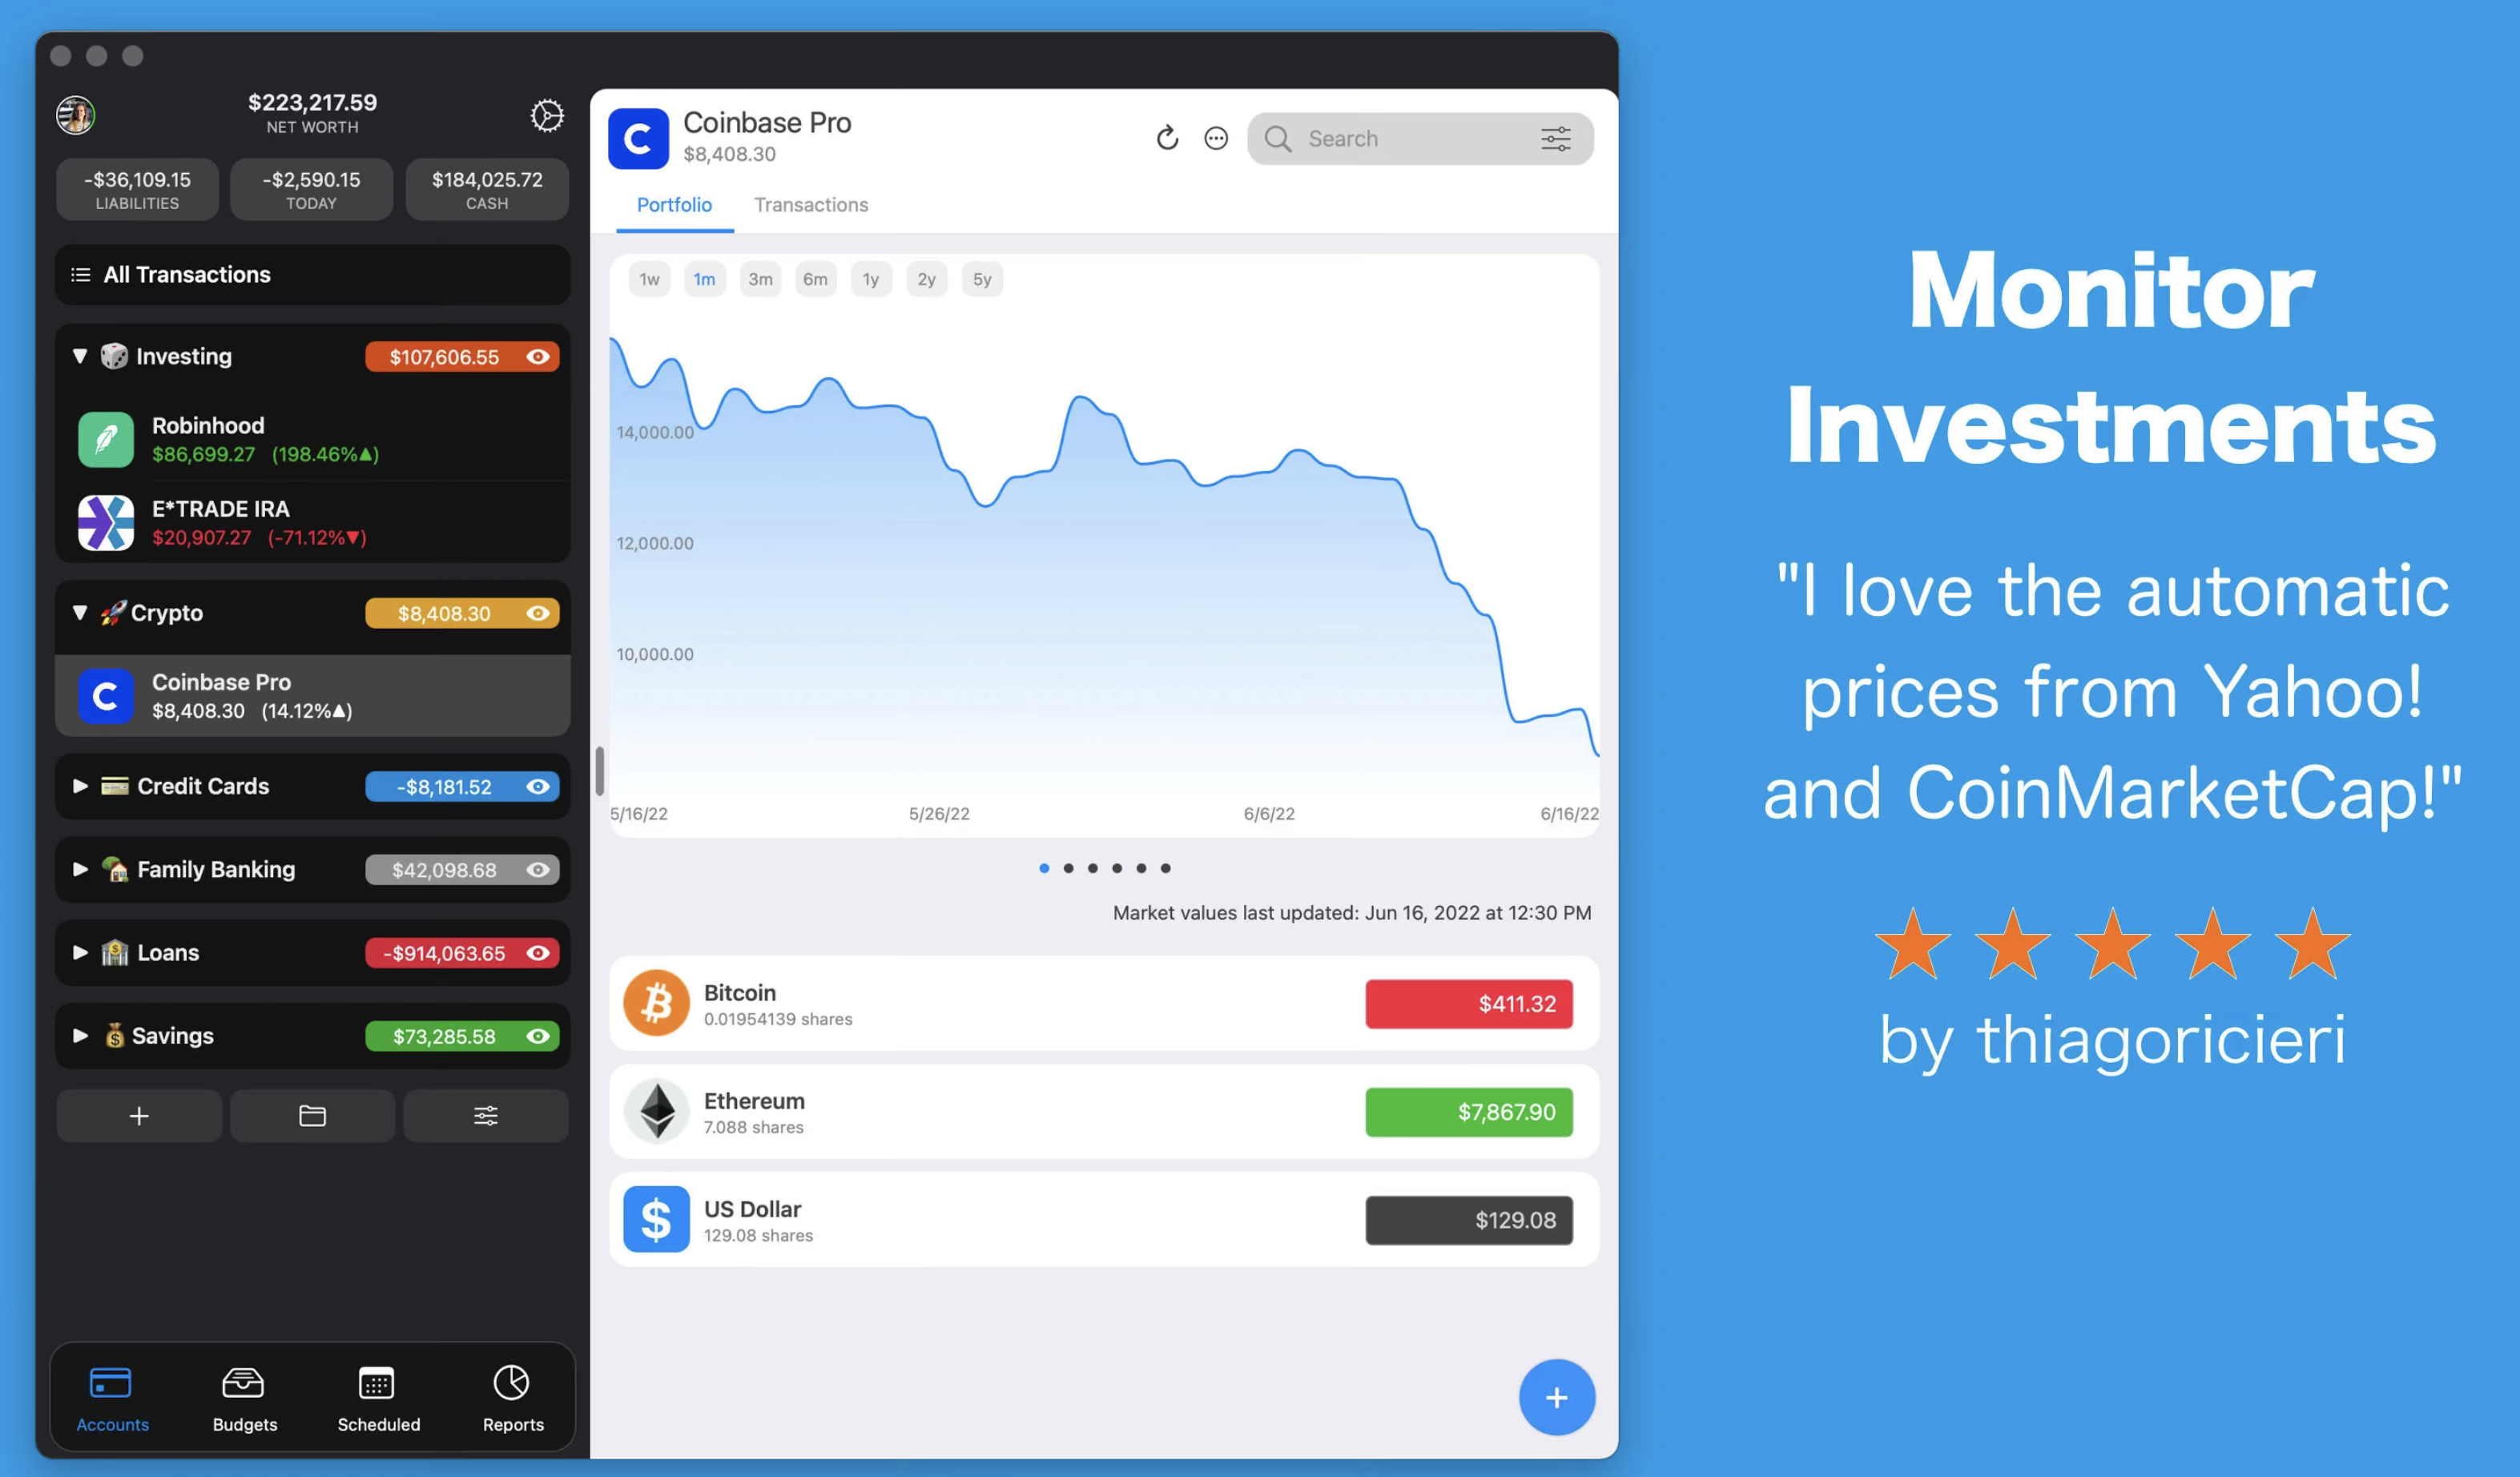 $223,217.59
NET WORTH
-$36,109.15
LIABILITIES
-$2,590.15
TODAY
$184,025.72
CASH
All Transactions
Investing
$107,606.55
Robinhood
$86,699.27 (198.46%▲)
E*TRADE IRA
$20,907.27 (-71.12%▼)
Crypto
$8,408.30
Coinbase Pro
$8,408.30 (14.12%▲)
Credit Cards
-$8,181.52
Family Banking
$42,098.68
Loans
-$914,063.65
Savings
$73,285.58
Accounts
Budgets
Scheduled
Reports
Coinbase Pro
$8,408.30
Search
Portfolio
Transactions
1w 1m 3m 6m 1y 2y 5y
14,000.00
12,000.00
10,000.00
5/16/22 5/26/22 6/6/22 6/16/22
Market values last updated: Jun 16, 2022 at 12:30 PM
Bitcoin
0.01954139 shares
$411.32
Ethereum
7.088 shares
$7,867.90
US Dollar
129.08 shares
$129.08
Monitor
Investments
"I love the automatic
prices from Yahoo!
and CoinMarketCap!"
by thiagoricieri